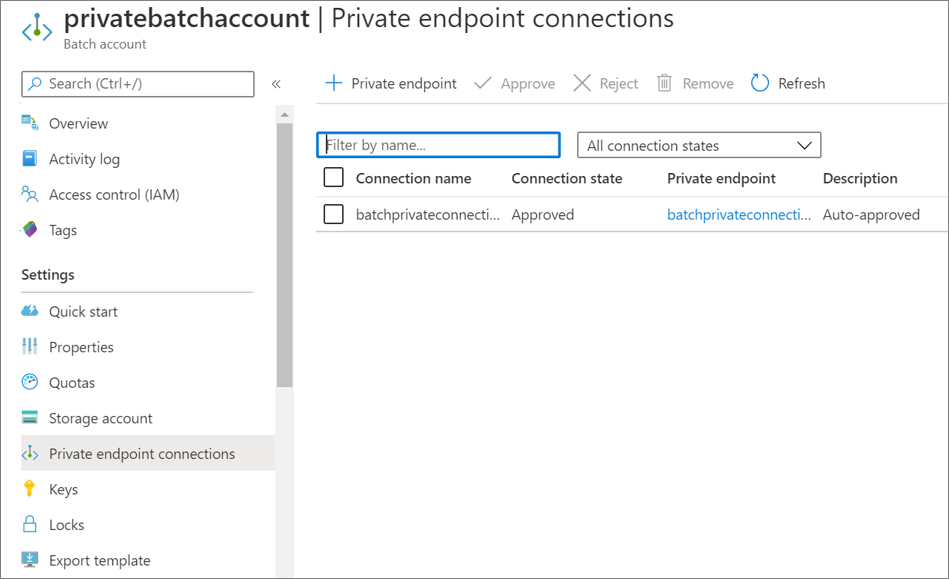 privatebatchaccount | Private endpoint connections
Batch account
Search (Ctrl+/)
«
Overview
Activity log
Access control (IAM)
Tags
Settings
Quick start
Properties
Quotas
Storage account
Private endpoint connections
Keys
Locks
Export template
Private endpoint Approve Reject Remove Refresh
Filter by name... All connection states
Connection name Connection state Private endpoint Description
batchprivateconnecti... Approved batchprivateconnecti... Auto-approved